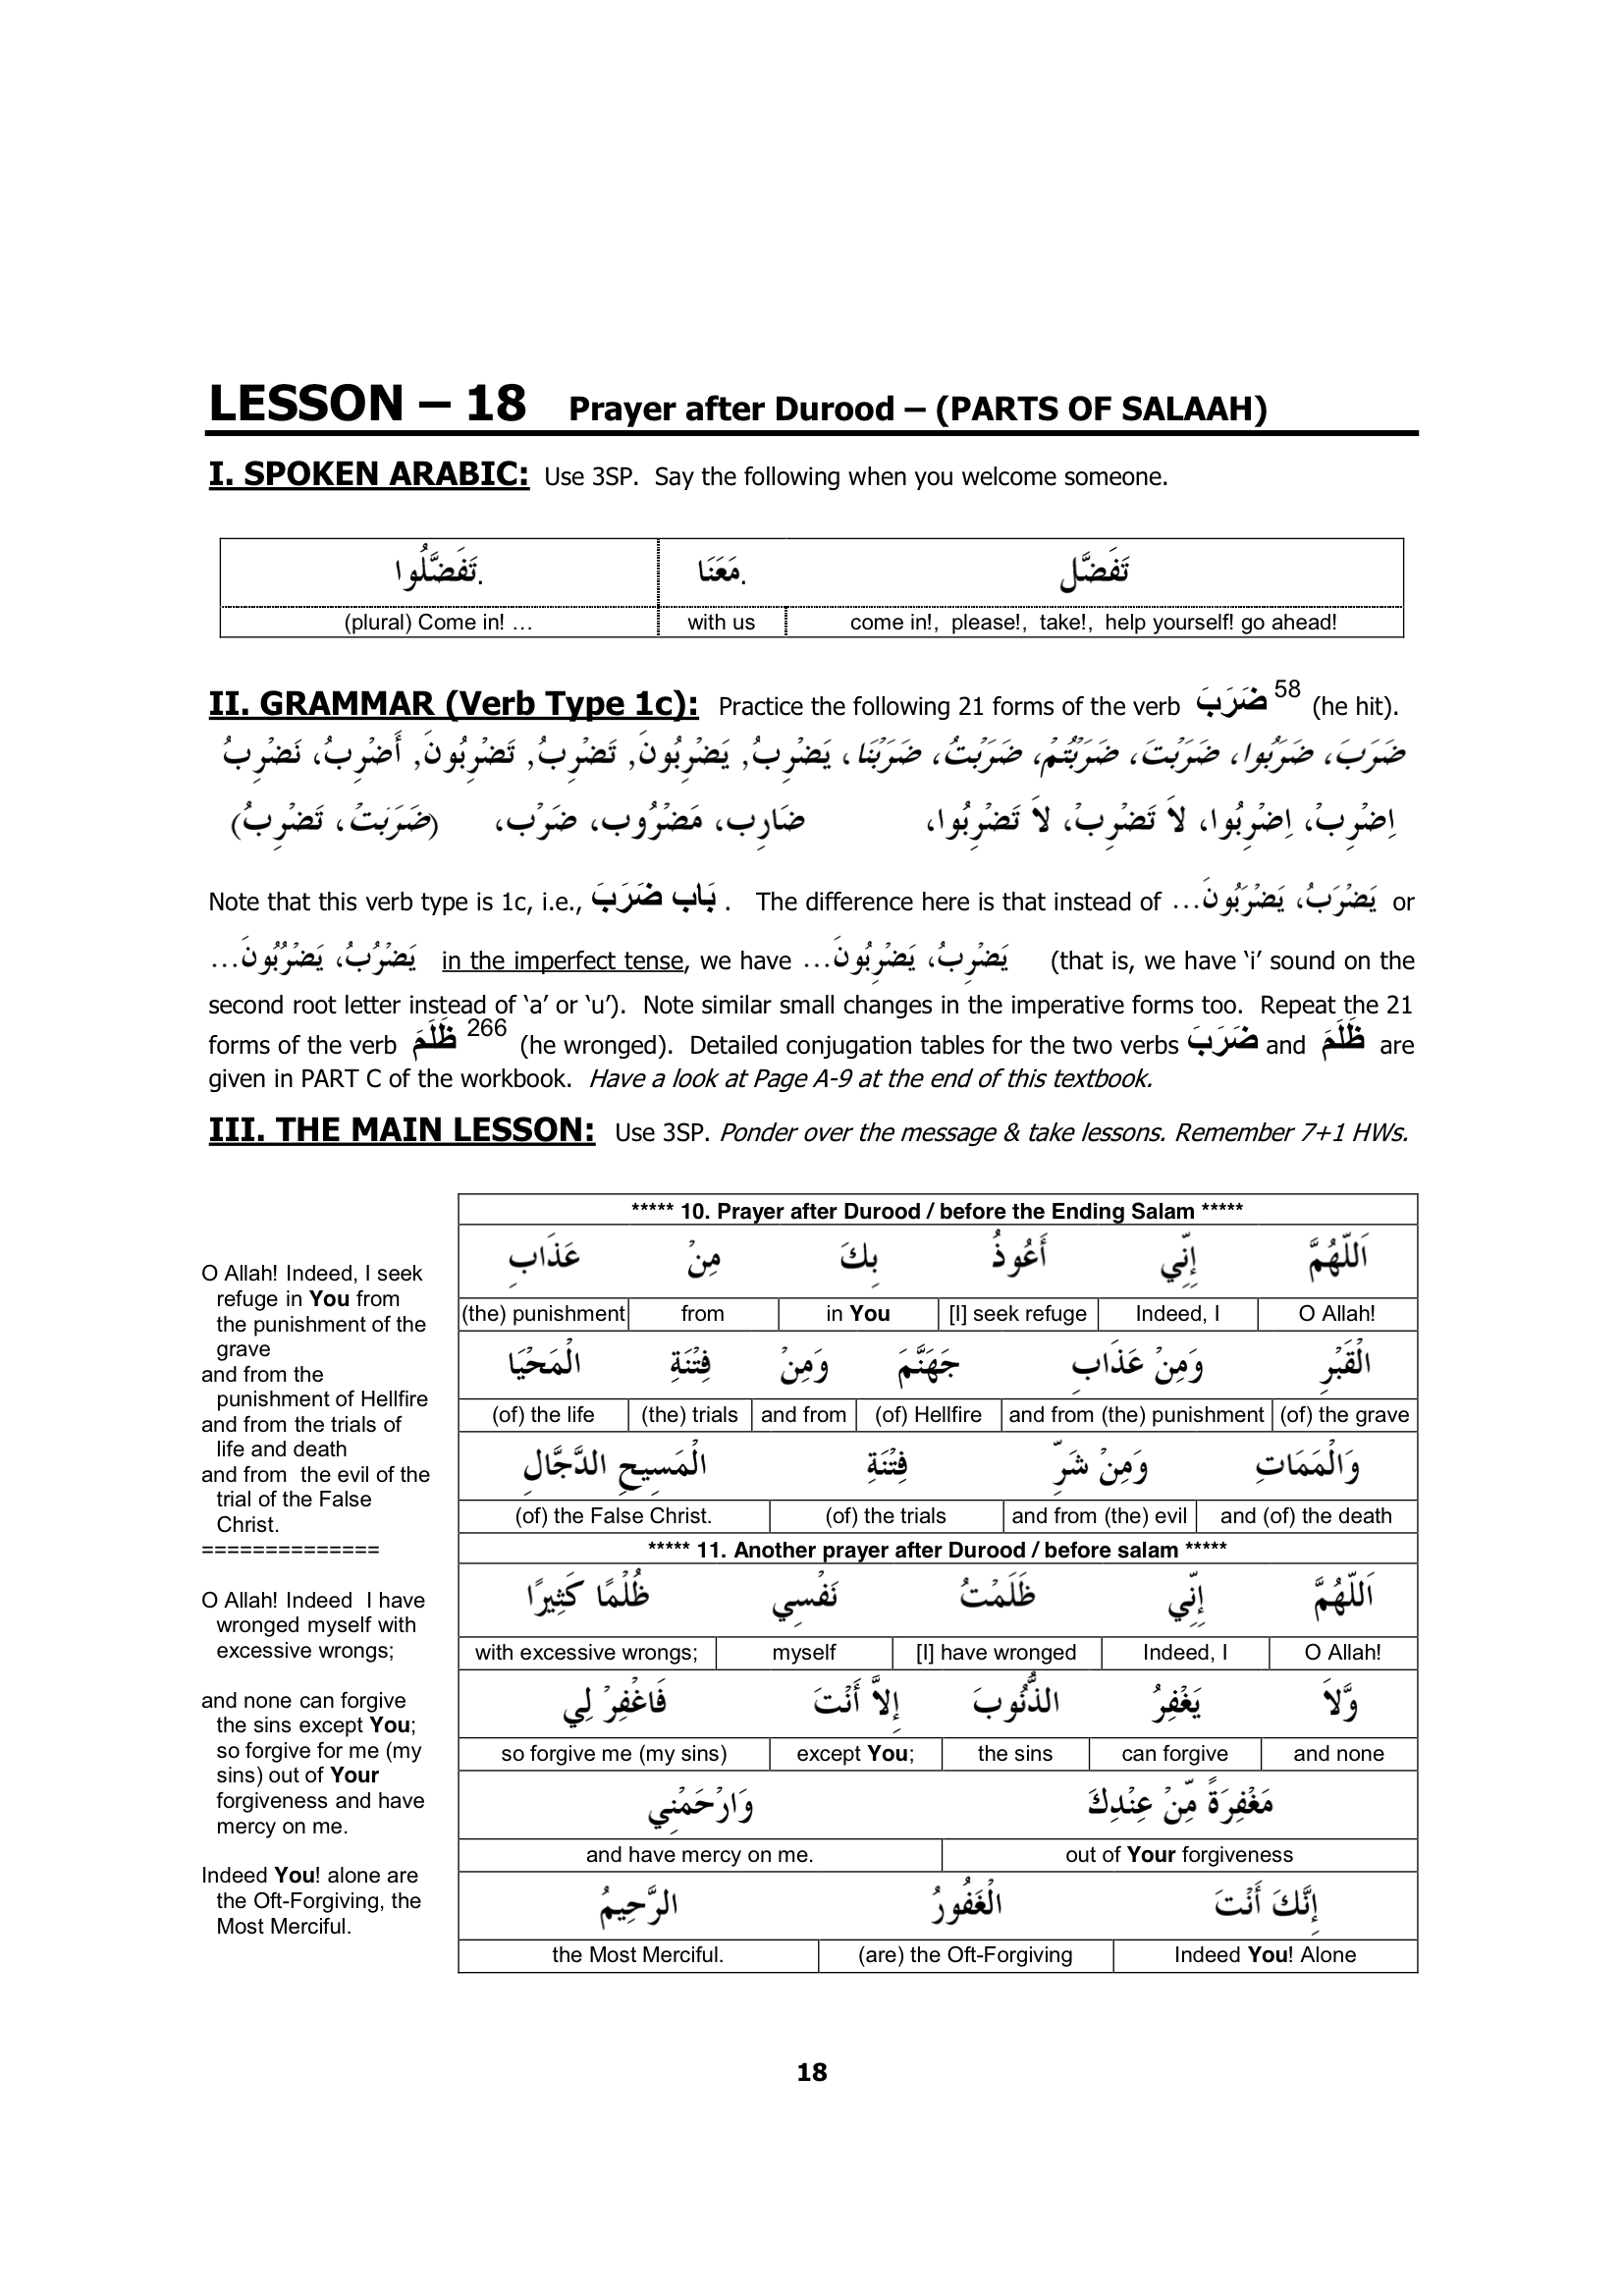 LESSON – 18 Prayer after Durood – (PARTS OF SALAAH)
I. SPOKEN ARABIC: Use 3SP. Say the following when you welcome someone.
تَفَضَّل مَعَنَا. تَفَضَّلُوا.
come in!, please!, take!, help yourself! go ahead! with us (plural) Come in! …
II. GRAMMAR (Verb Type 1c): Practice the following 21 forms of the verb ضَرَبَ 58 (he hit).
ضَرَبَ، ضَرَبُوا، ضَرَبْتَ، ضَرَبْتُمْ، ضَرَبْتُ، ضَرَبْنَا، يَضْرِبُ, يَضْرِبُونَ, تَضْرِبُ, تَضْرِبُونَ, أَضْرِبُ، نَضْرِبُ
اِضْرِبْ، اِضْرِبُوا، لاَ تَضْرِبْ، لاَ تَضْرِبُوا، ضَارِب، مَضْرُوب، ضَرْب، (ضَرَبَتْ، تَضْرِبُ)
Note that this verb type is 1c, i.e., بَاب ضَرَبَ . The difference here is that instead of يَضْرَبُ، يَضْرَبُونَ... or
يَضْرُبُ، يَضْرُبُونَ... in the imperfect tense, we have يَضْرِبُ، يَضْرِبُونَ... (that is, we have ‘i’ sound on the
second root letter instead of ‘a’ or ‘u’). Note similar small changes in the imperative forms too. Repeat the 21
forms of the verb ظَلَمَ 266 (he wronged). Detailed conjugation tables for the two verbs ضَرَبَ and ظَلَمَ are
given in PART C of the workbook. Have a look at Page A-9 at the end of this textbook.
III. THE MAIN LESSON: Use 3SP. Ponder over the message & take lessons. Remember 7+1 HWs.
O Allah! Indeed, I seek
refuge in You from
the punishment of the
grave
and from the
punishment of Hellfire
and from the trials of
life and death
and from the evil of the
trial of the False
Christ.
==============
O Allah! Indeed I have
wronged myself with
excessive wrongs;
and none can forgive
the sins except You;
so forgive for me (my
sins) out of Your
forgiveness and have
mercy on me.
Indeed You! alone are
the Oft-Forgiving, the
Most Merciful.
***** 10. Prayer after Durood / before the Ending Salam *****
اَللّهُمَّ إِنِّي أَعُوذُ بِكَ مِنْ عَذَابِ
O Allah! Indeed, I [I] seek refuge in You from (the) punishment
الْقَبْرِ وَمِنْ عَذَابِ جَهَنَّمَ وَمِنْ فِتْنَةِ الْمَحْيَا
(of) the grave and from (the) punishment (of) Hellfire and from (the) trials (of) the life
وَالْمَمَاتِ وَمِنْ شَرِّ فِتْنَةِ الْمَسِيحِ الدَّجَّالِ
and (of) the death and from (the) evil (of) the trials (of) the False Christ.
***** 11. Another prayer after Durood / before salam *****
اَللّهُمَّ إِنِّي ظَلَمْتُ نَفْسِي ظُلْمًا كَثِيرًا
O Allah! Indeed, I [I] have wronged myself with excessive wrongs;
وَّلاَ يَغْفِرُ الذُّنُوبَ إِلاَّ أَنْتَ فَاغْفِرْ لِي
and none can forgive the sins except You; so forgive me (my sins)
مَغْفِرَةً مِّنْ عِنْدِكَ وَارْحَمْنِي
out of Your forgiveness and have mercy on me.
إِنَّكَ أَنْتَ الْغَفُورُ الرَّحِيمُ
Indeed You! Alone (are) the Oft-Forgiving the Most Merciful.
18